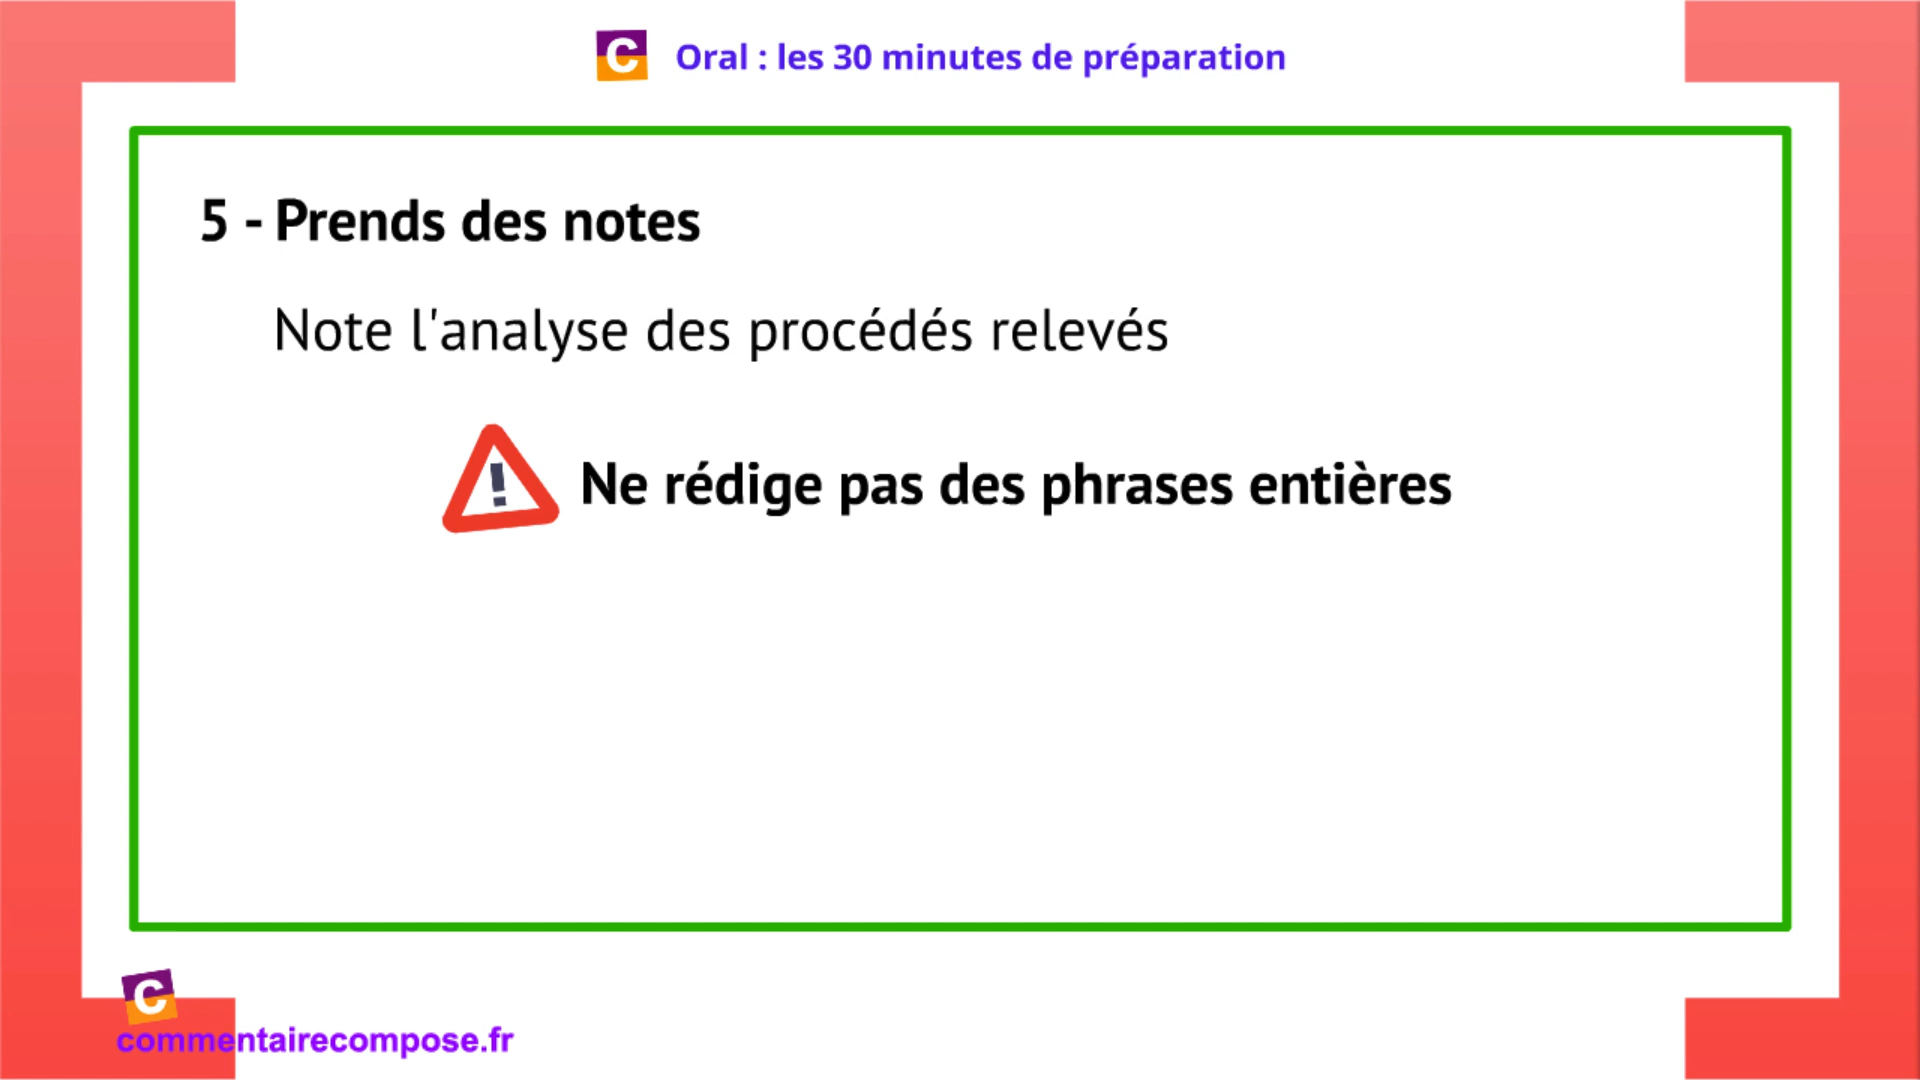 C Oral : les 30 minutes de préparation
5 - Prends des notes
Note l'analyse des procédés relevés
! Ne rédige pas des phrases entières
C
commentairecompose.fr